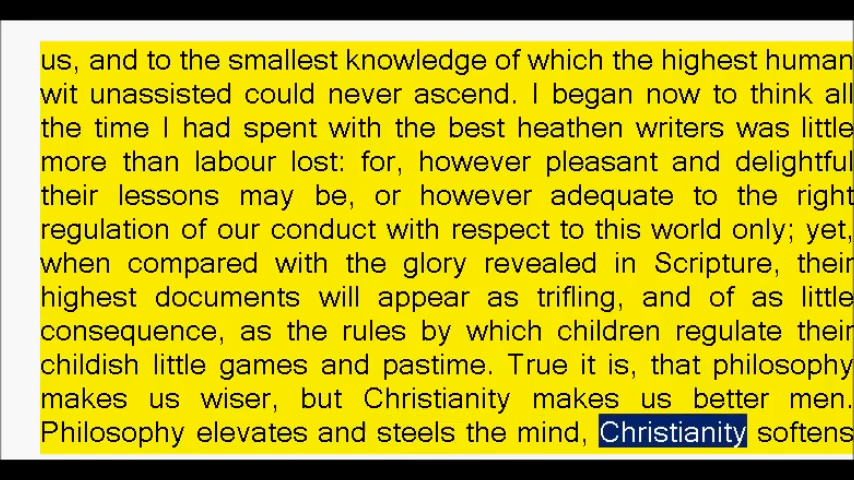 us, and to the smallest knowledge of which the highest human
wit unassisted could never ascend. I began now to think all
the time I had spent with the best heathen writers was little
more than labour lost: for, however pleasant and delightful
their lessons may be, or however adequate to the right
regulation of our conduct with respect to this world only; yet,
when compared with the glory revealed in Scripture, their
highest documents will appear as trifling, and of as little
consequence, as the rules by which children regulate their
childish little games and pastime. True it is, that philosophy
makes us wiser, but Christianity makes us better men.
Philosophy elevates and steels the mind, Christianity softens